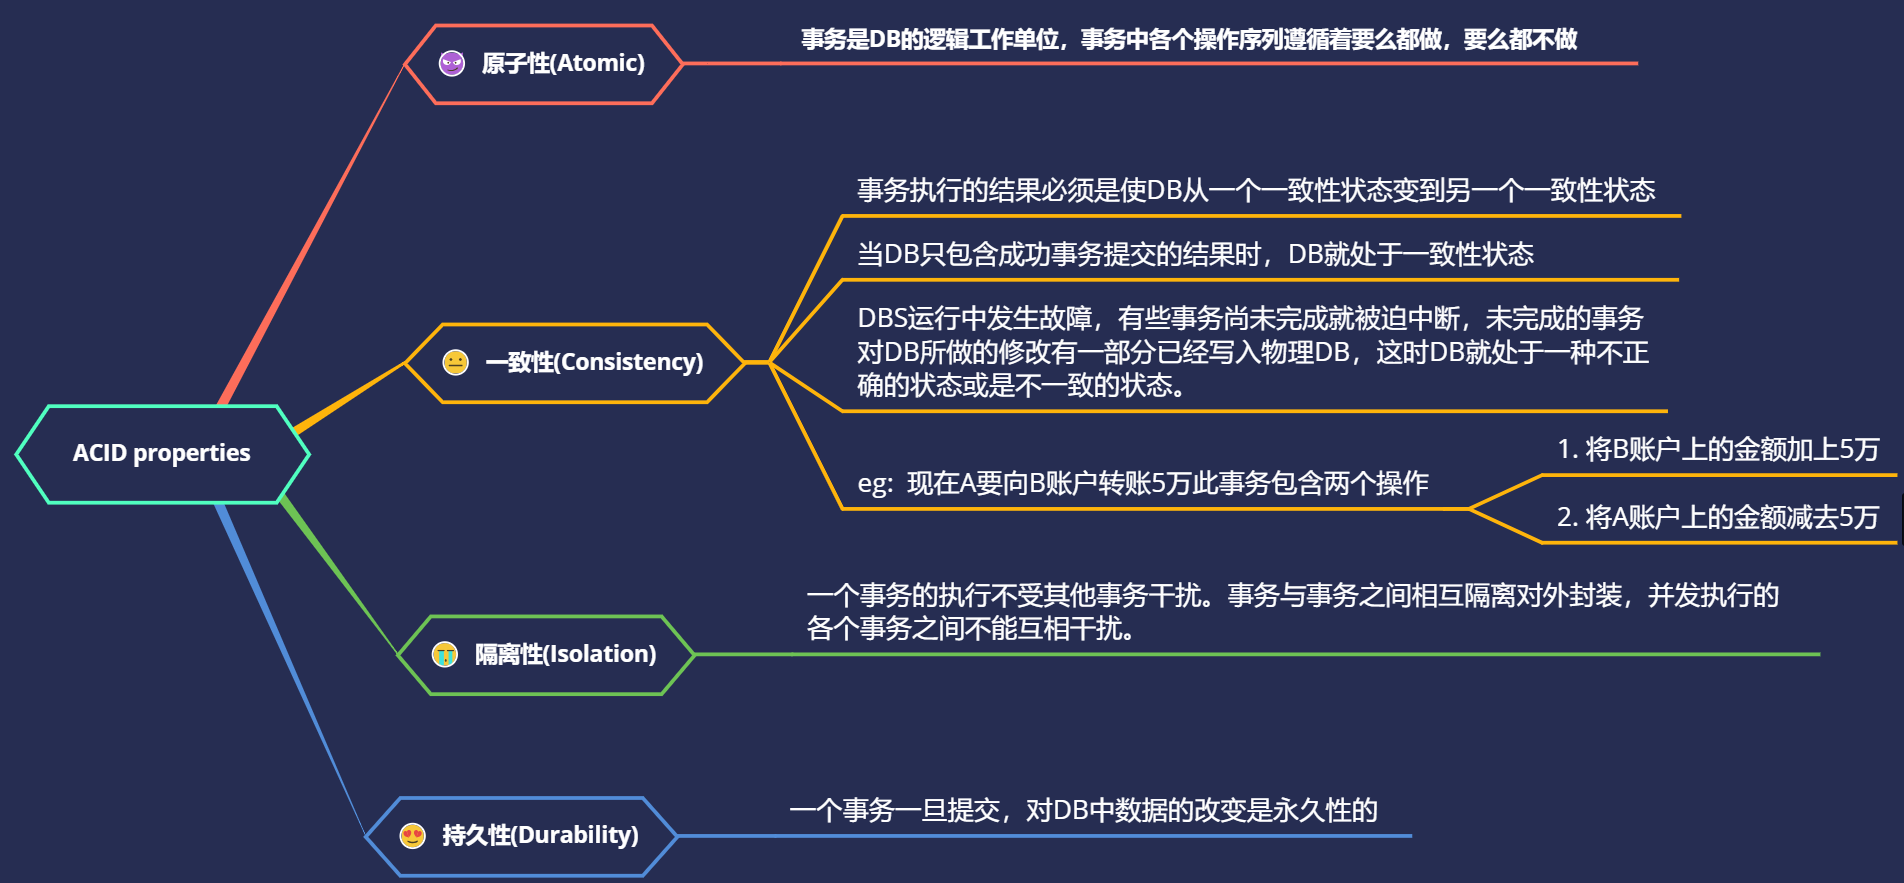 ACID properties
原子性(Atomic)
事务是DB的逻辑工作单位，事务中各个操作序列遵循着要么都做，要么都不做
一致性(Consistency)
事务执行的结果必须是使DB从一个一致性状态变到另一个一致性状态
当DB只包含成功事务提交的结果时，DB就处于一致性状态
DBS运行中发生故障，有些事务尚未完成就被迫中断，未完成的事务
对DB所做的修改有一部分已经写入物理DB，这时DB就处于一种不正
确的状态或是不一致的状态。
eg:  现在A要向B账户转账5万此事务包含两个操作
1. 将B账户上的金额加上5万
2. 将A账户上的金额减去5万
隔离性(Isolation)
一个事务的执行不受其他事务干扰。事务与事务之间相互隔离对外封装，并发执行的
各个事务之间不能互相干扰。
持久性(Durability)
一个事务一旦提交，对DB中数据的改变是永久性的